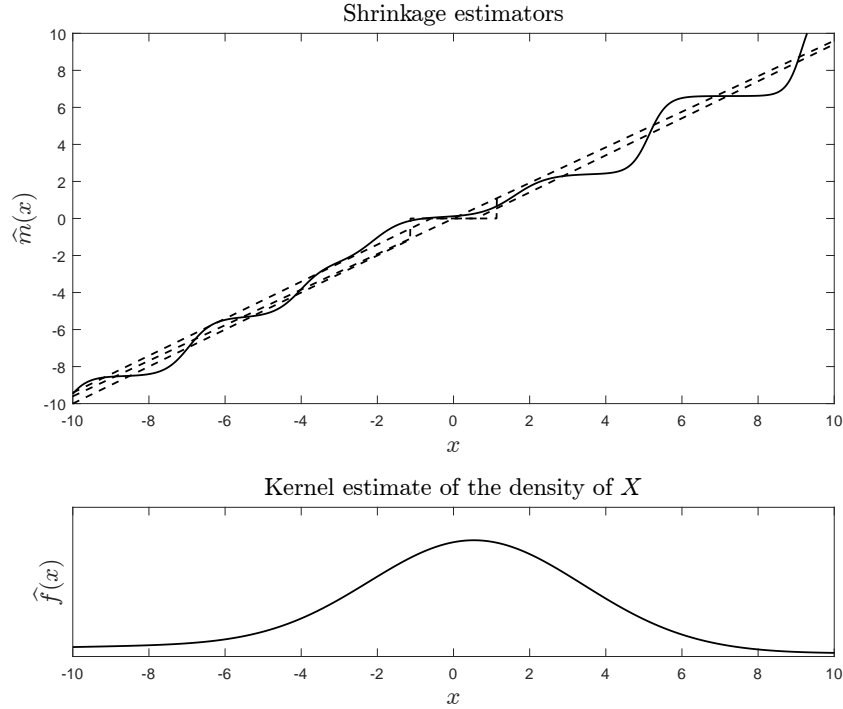 Shrinkage estimators
10
8
6
4
2
0
-2
-4
-6
-8
-10
m̂(x)
-10 -8 -6 -4 -2 0 2 4 6 8 10
x
Kernel estimate of the density of X
f̂(x)
-10 -8 -6 -4 -2 0 2 4 6 8 10
x